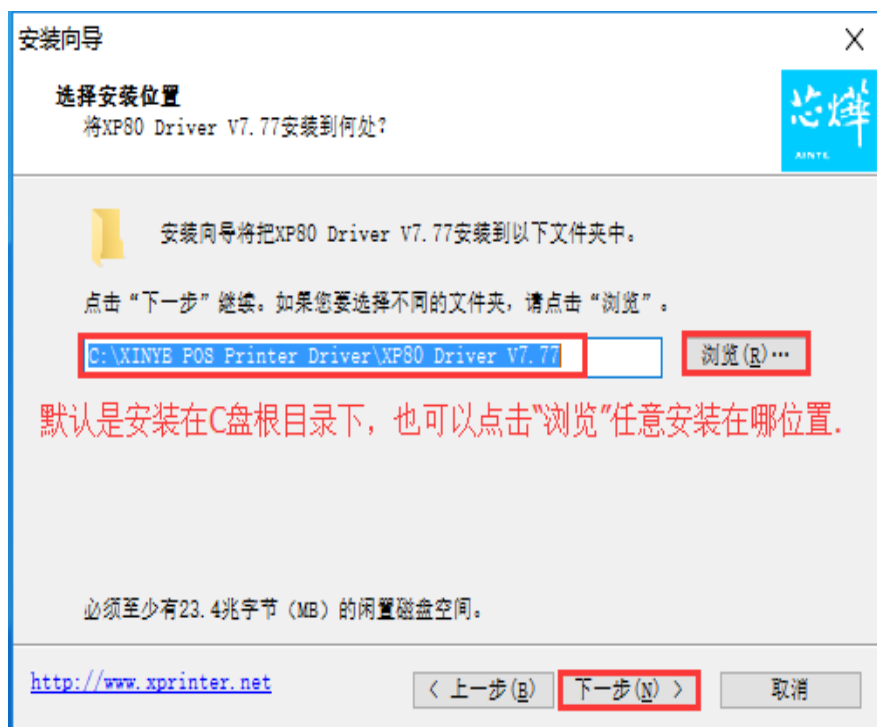 安装向导
选择安装位置
将XP80 Driver V7.77安装到何处?
芯烨
XINYE
安装向导将把XP80 Driver V7.77安装到以下文件夹中。
点击“下一步”继续。如果您要选择不同的文件夹，请点击“浏览”。
C:\XINYE POS Printer Driver\XP80 Driver V7.77
浏览(R)…
默认是安装在C盘根目录下，也可以点击“浏览”任意安装在哪位置.
必须至少有23.4兆字节（MB）的闲置磁盘空间。
http://www.xprinter.net
< 上一步(B)
下一步(N) >
取消